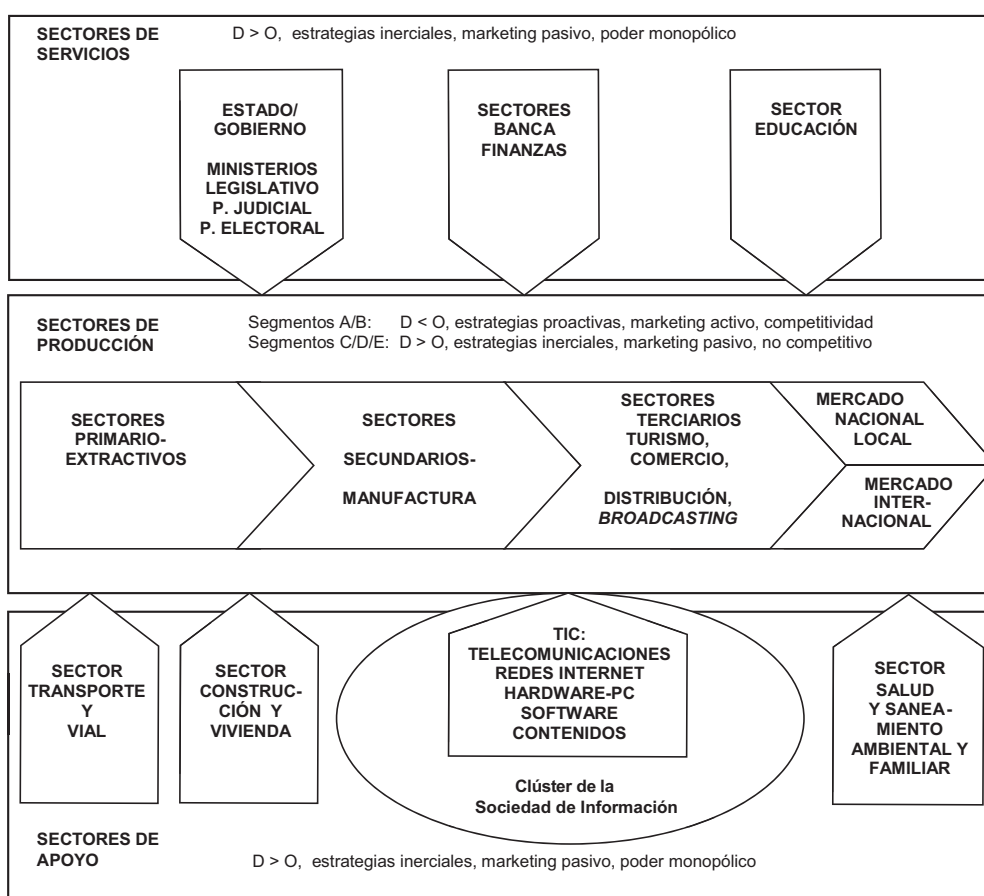 SECTORES DE
SERVICIOS
D > O, estrategias inerciales, marketing pasivo, poder monopólico
ESTADO/
GOBIERNO
MINISTERIOS
LEGISLATIVO
P. JUDICIAL
P. ELECTORAL
SECTORES
BANCA
FINANZAS
SECTOR
EDUCACIÓN
SECTORES DE
PRODUCCIÓN
Segmentos A/B: D < O, estrategias proactivas, marketing activo, competitividad
Segmentos C/D/E: D > O, estrategias inerciales, marketing pasivo, no competitivo
SECTORES
PRIMARIO-
EXTRACTIVOS
SECTORES
SECUNDARIOS-
MANUFACTURA
SECTORES
TERCIARIOS
TURISMO,
COMERCIO,
DISTRIBUCIÓN,
BROADCASTING
MERCADO
NACIONAL
LOCAL
MERCADO
INTER-
NACIONAL
SECTOR
TRANSPORTE
Y
VIAL
SECTOR
CONSTRUC-
CIÓN Y
VIVIENDA
TIC:
TELECOMUNICACIONES
REDES INTERNET
HARDWARE-PC
SOFTWARE
CONTENIDOS
Clúster de la
Sociedad de Información
SECTOR
SALUD
Y SANEA-
MIENTO
AMBIENTAL Y
FAMILIAR
SECTORES DE
APOYO
D > O, estrategias inerciales, marketing pasivo, poder monopólico